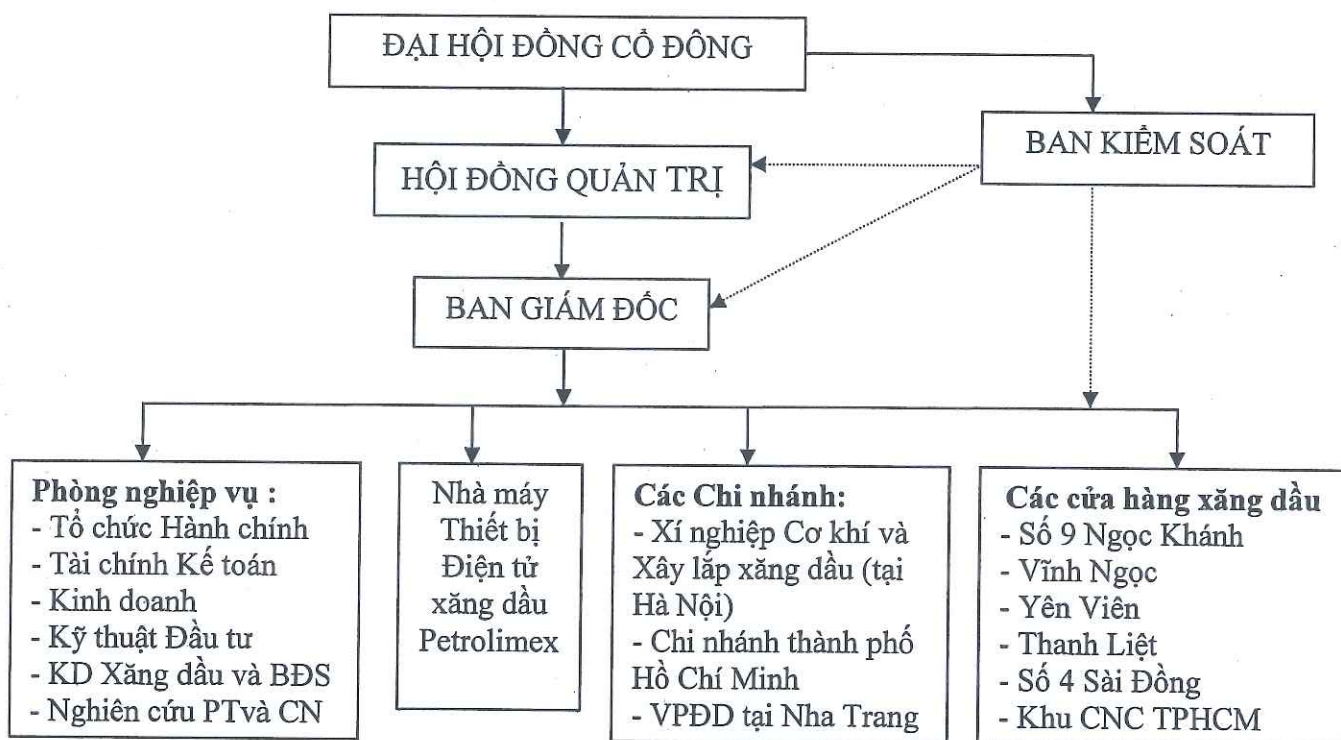 ĐẠI HỘI ĐỒNG CỔ ĐÔNG
BAN KIỂM SOÁT
HỘI ĐỒNG QUẢN TRỊ
BAN GIÁM ĐỐC
Phòng nghiệp vụ :
- Tổ chức Hành chính
- Tài chính Kế toán
- Kinh doanh
- Kỹ thuật Đầu tư
- KD Xăng dầu và BĐS
- Nghiên cứu PTvà CN
Nhà máy
Thiết bị
Điện tử
xăng dầu
Petrolimex
Các Chi nhánh:
- Xí nghiệp Cơ khí và
Xây lắp xăng dầu (tại
Hà Nội)
- Chi nhánh thành phố
Hồ Chí Minh
- VPĐD tại Nha Trang
Các cửa hàng xăng dầu
- Số 9 Ngọc Khánh
- Vĩnh Ngọc
- Yên Viên
- Thanh Liệt
- Số 4 Sài Đồng
- Khu CNC TPHCM